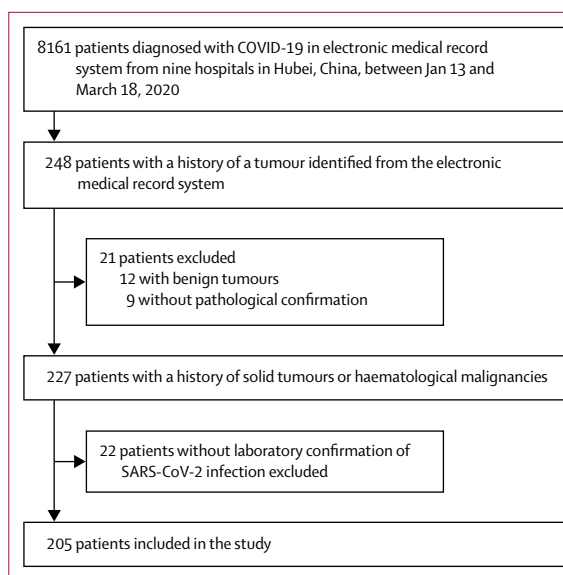 8161 patients diagnosed with COVID-19 in electronic medical record
system from nine hospitals in Hubei, China, between Jan 13 and
March 18, 2020
248 patients with a history of a tumour identified from the electronic
medical record system
21 patients excluded
12 with benign tumours
9 without pathological confirmation
227 patients with a history of solid tumours or haematological malignancies
22 patients without laboratory confirmation of
SARS-CoV-2 infection excluded
205 patients included in the study